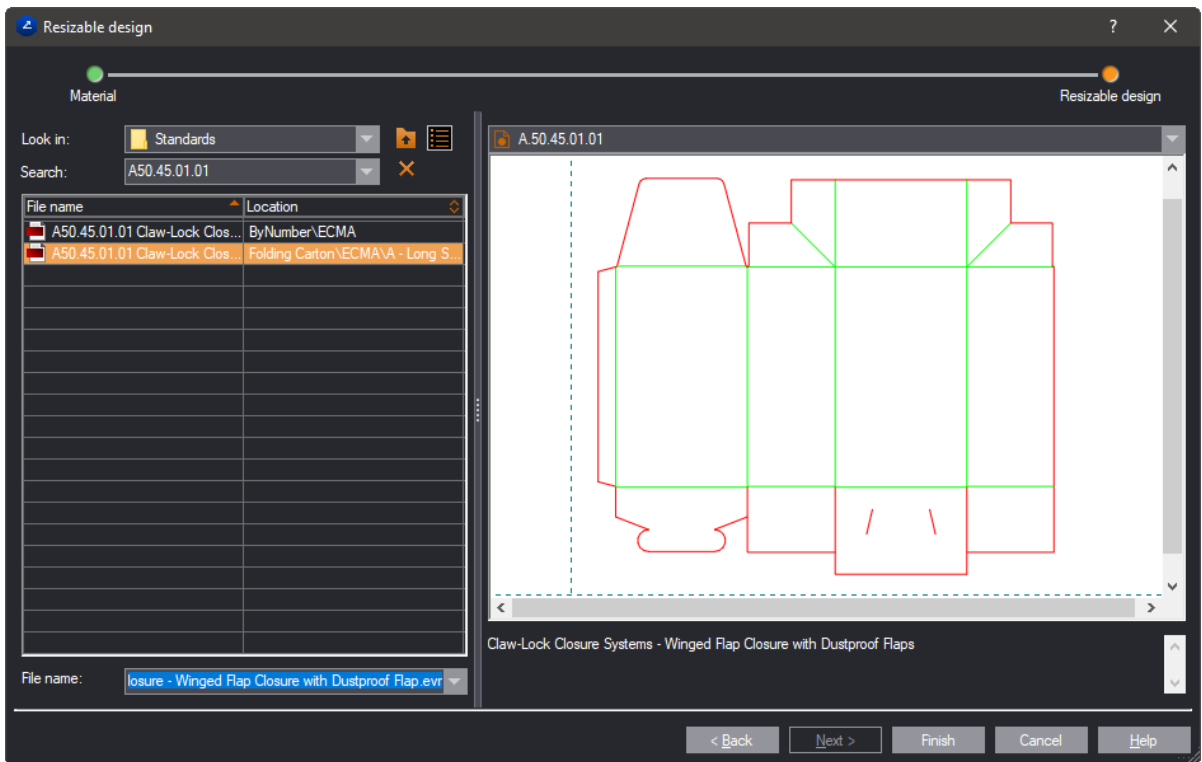 Resizable design
?
Material
Resizable design
Look in:
Standards
Search:
A50.45.01.01
A.50.45.01.01
File name
Location
A50.45.01.01 Claw-Lock Clos...
ByNumber\ECMA
A50.45.01.01 Claw-Lock Clos...
Folding Carton\ECMA\A - Long S...
Claw-Lock Closure Systems - Winged Flap Closure with Dustproof Flaps
File name:
losure - Winged Flap Closure with Dustproof Flap.evr
< Back
Next >
Finish
Cancel
Help